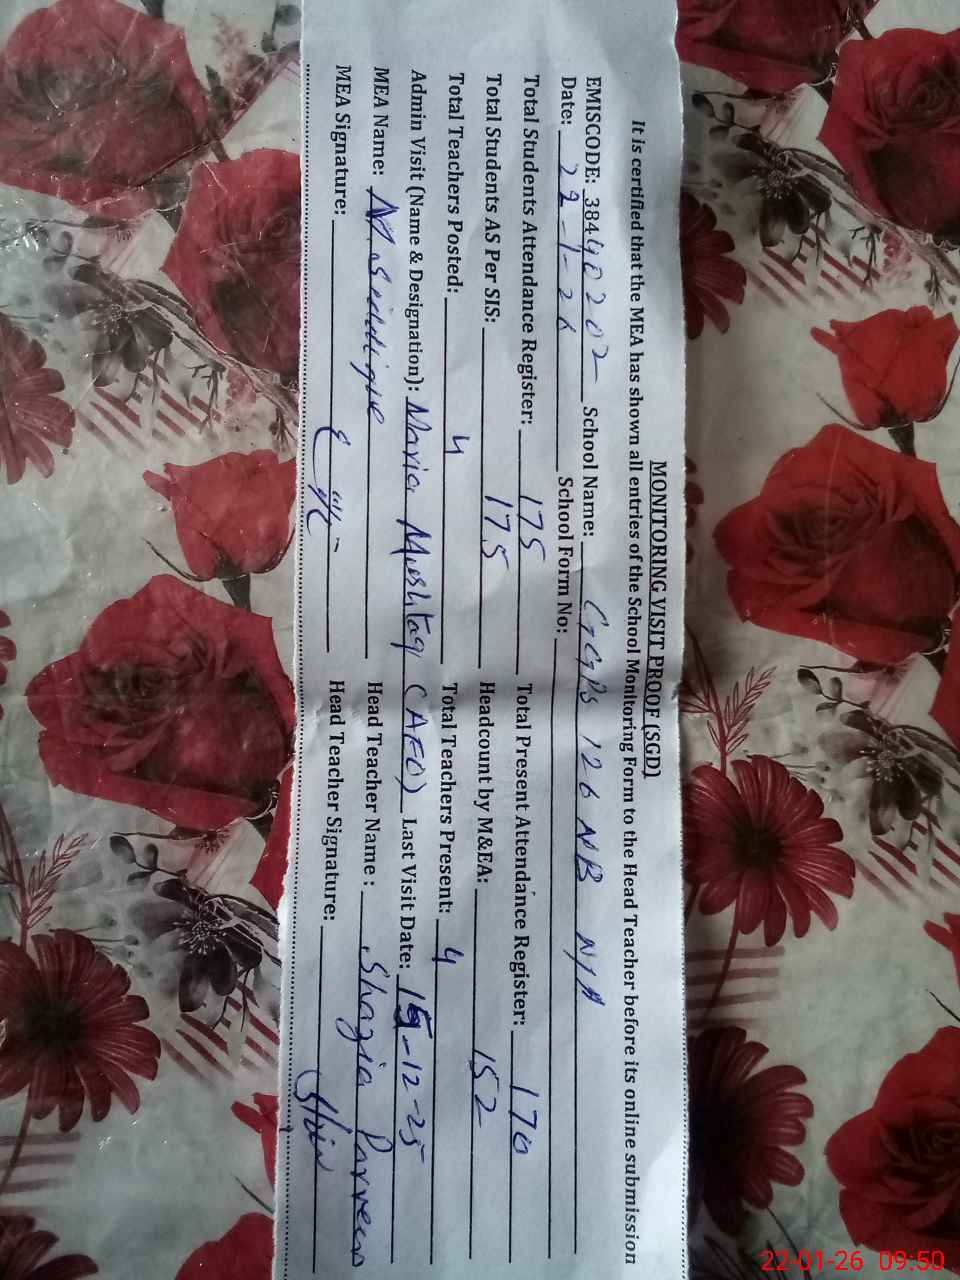 MONITORING VISIT PROOF (SGD)
It is certified that the MEA has shown all entries of the School Monitoring Form to the Head Teacher before its online submission
EMISCODE: 38440202 School Name: GGPS 126 NB N/A
Date: 22-1-26 School Form No:
Total Students Attendance Register: 175 Total Present Attendance Register: 170
Total Students AS Per SIS: 175 Headcount by M&EA: 152
Total Teachers Posted: 4 Total Teachers Present: 4
Admin Visit (Name & Designation): Maria Mushtaq (AEO) Last Visit Date: 15-12-25
MEA Name: M. Siddique Head Teacher Name : Shazia Parveen
MEA Signature: Head Teacher Signature:
22-01-26 09:50